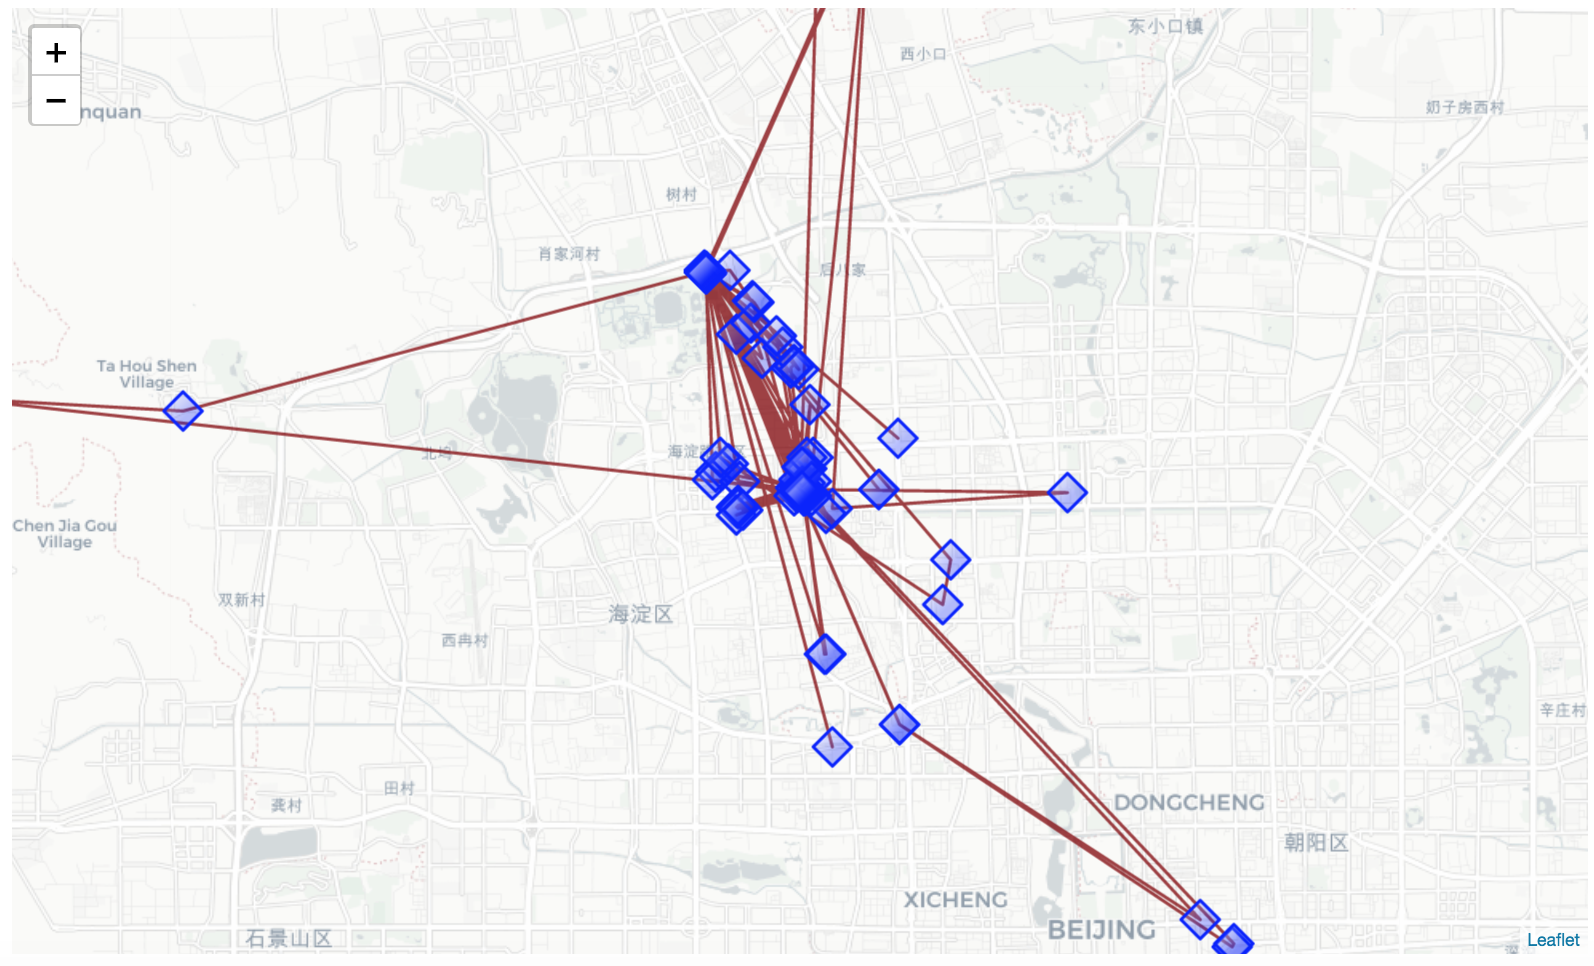 东小口镇
西小口
+
−
nquan
奶子房西村
树村
肖家河村
后八家
Ta Hou Shen
Village
北坞
Chen Jia Gou
Village
双新村
海淀区
西冉村
辛庄村
田村
龚村
DONGCHENG
朝阳区
XICHENG
BEIJING
石景山区
Leaflet
深